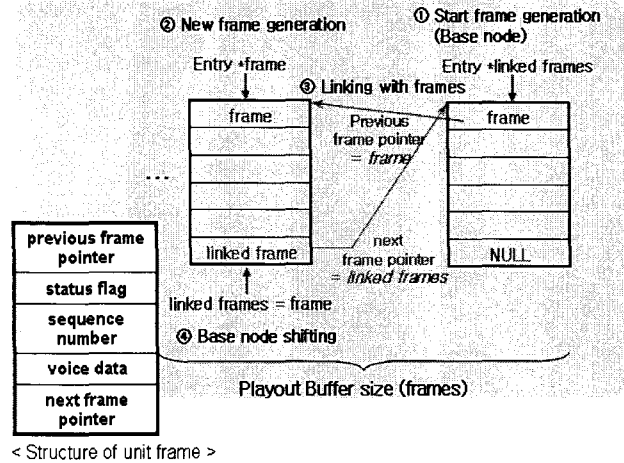 ② New frame generation
① Start frame generation
(Base node)
Entry *frame
Entry *linked frames
③ Linking with frames
frame
frame
Previous
frame pointer
= frame
...
linked frame
NULL
next
frame pointer
= linked frames
linked frames = frame
④ Base node shifting
Playout Buffer size (frames)
previous frame
pointer
status flag
sequence
number
voice data
next frame
pointer
< Structure of unit frame >